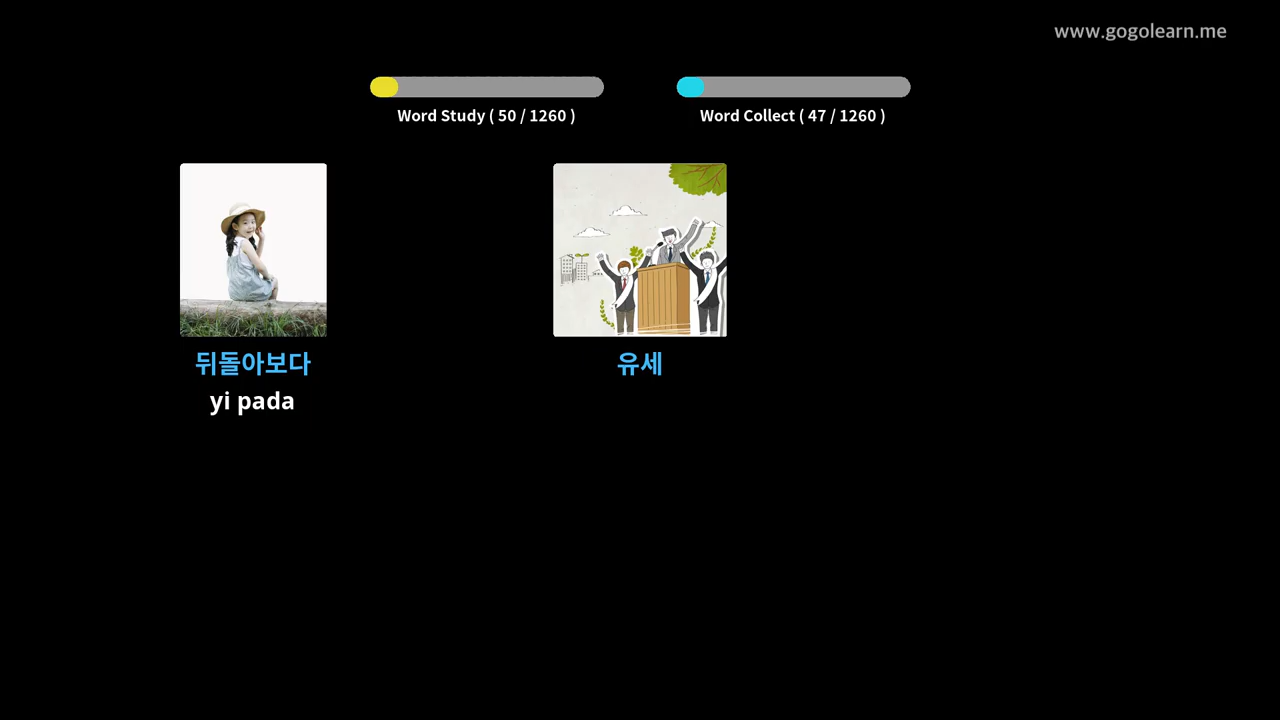 www.gogolearn.me
Word Study ( 50 / 1260 )
Word Collect ( 47 / 1260 )
뒤돌아보다
yi pada
유세